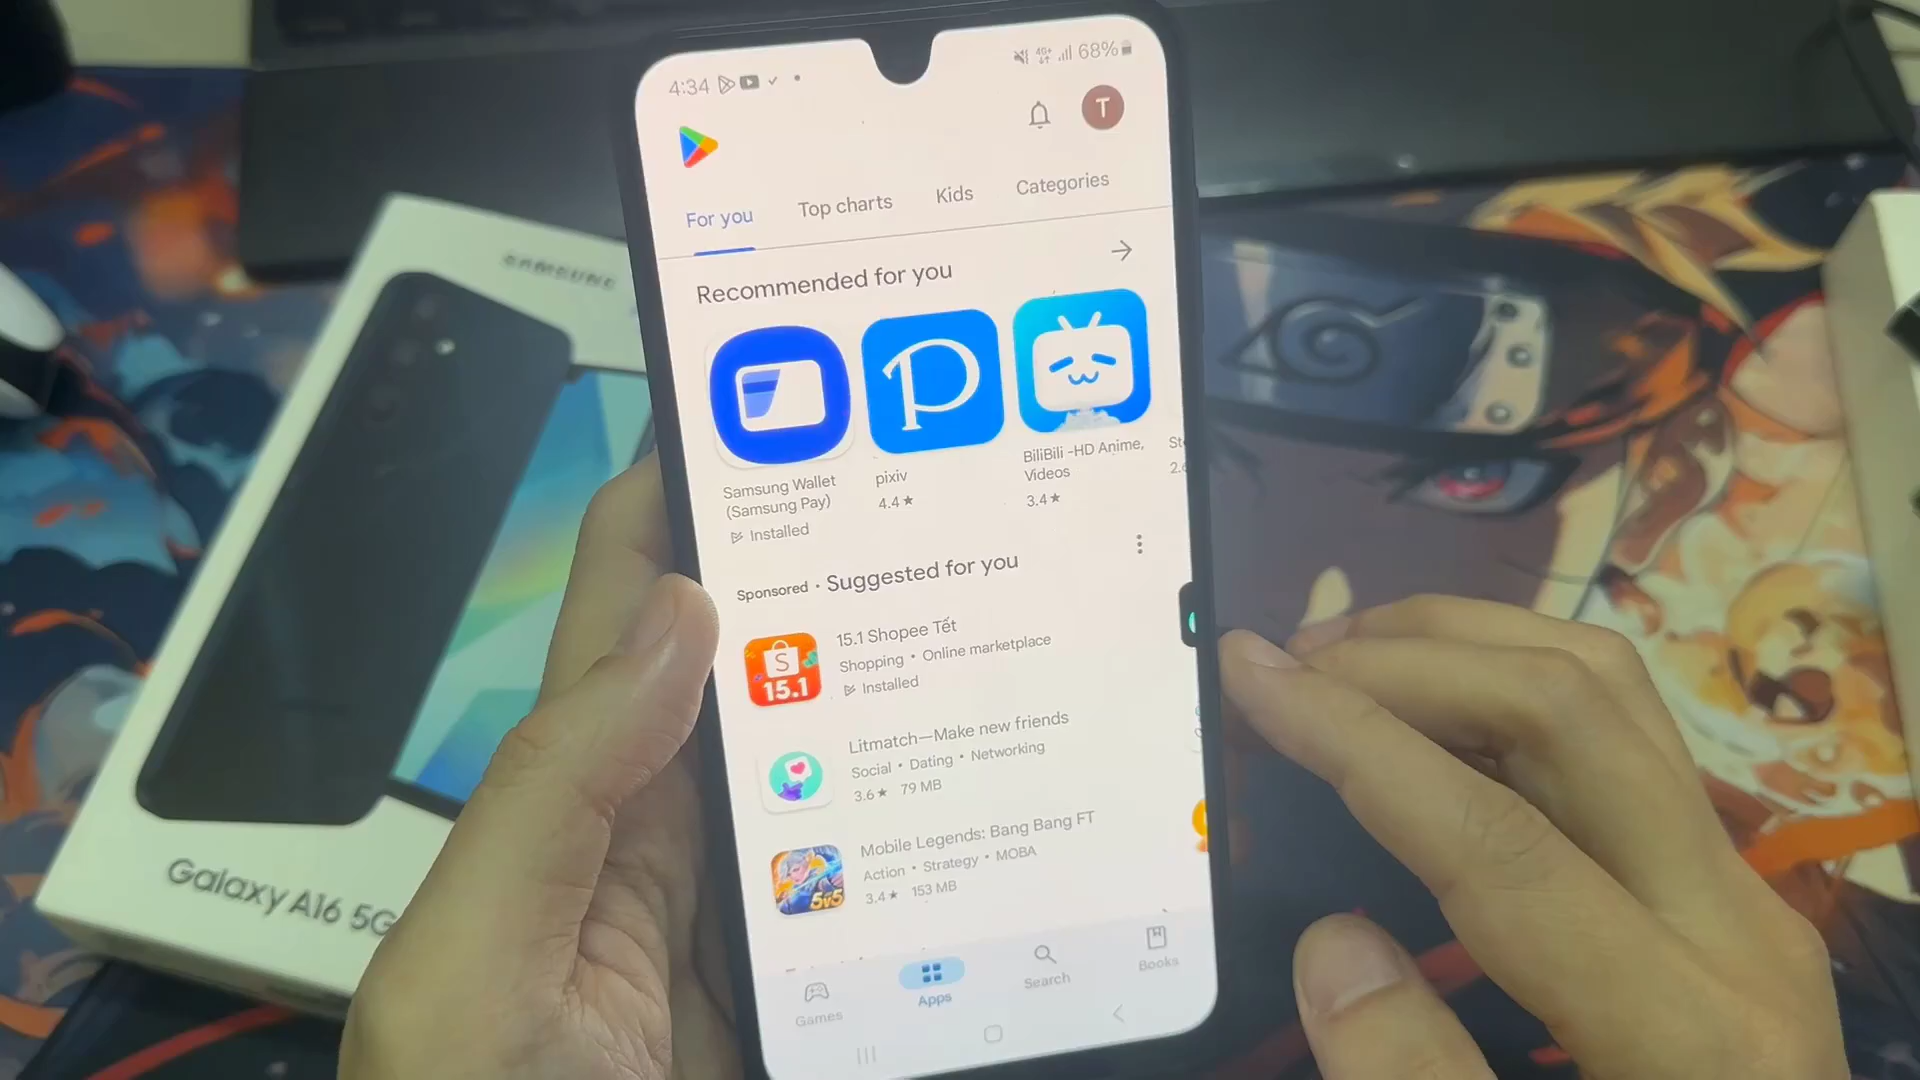 4:34
4G+ 68%
T
For you Top charts Kids Categories
Recommended for you
Samsung Wallet
(Samsung Pay)
Installed
pixiv
4.4★
BiliBili -HD Anime,
Videos
3.4★
2.
Sponsored · Suggested for you
15.1 Shopee Tết
Shopping • Online marketplace
Installed
S
15.1
Litmatch—Make new friends
Social • Dating • Networking
3.6★ 79 MB
Mobile Legends: Bang Bang FT
Action • Strategy • MOBA
3.4★ 153 MB
5v5
Games
Apps
Search
Books
SAMSUNG
Galaxy A16 5G